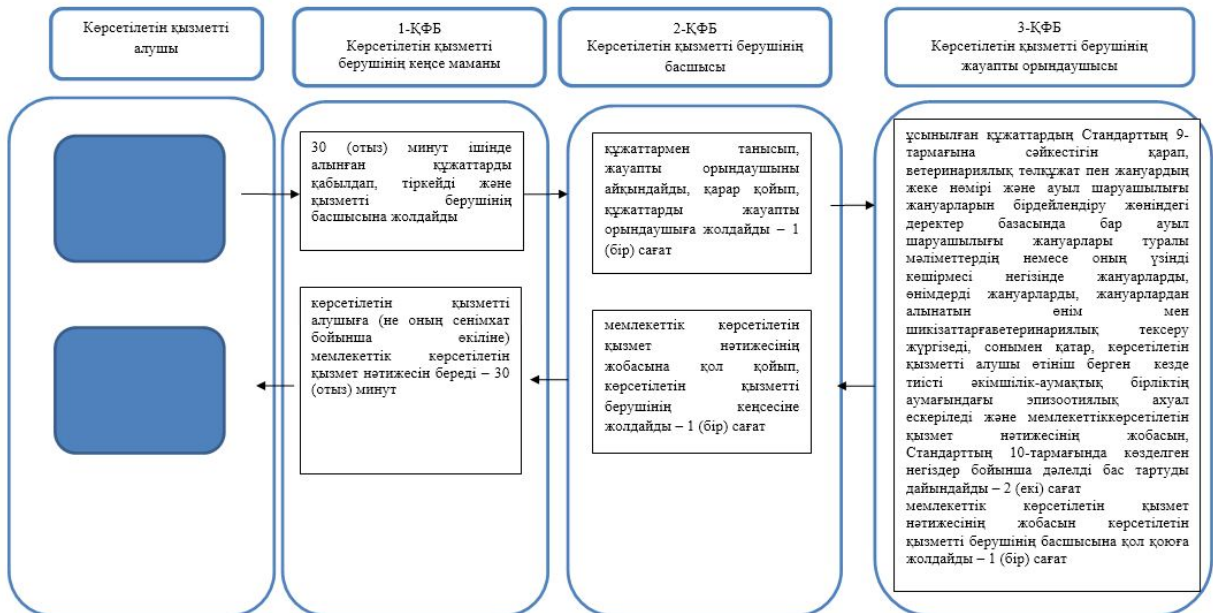 Көрсетілетін қызметті
алушы
1-ҚФБ
Көрсетілетін қызметті
берушінің кеңсе маманы
2-ҚФБ
Көрсетілетін қызметті берушінің
басшысы
3-ҚФБ
Көрсетілетін қызметті берушінің
жауапты орындаушысы
30 (отыз) минут ішінде
алынған құжаттарды
қабылдап, тіркейді және
қызметті берушінің
басшысына жолдайды
көрсетілетін қызметті
алушыға (не оның сенімхат
бойынша өкіліне)
мемлекеттік көрсетілетін
қызмет нәтижесін береді – 30
(отыз) минут
құжаттармен танысып,
жауапты орындаушыны
айқындайды, қарар қойып,
құжаттарды жауапты
орындаушыға жолдайды – 1
(бір) сағат
мемлекеттік көрсетілетін
қызмет нәтижесінің
жобасына қол қойып,
көрсетілетін қызметті
берушінің кеңсесіне
жолдайды – 1 (бір) сағат
ұсынылған құжаттардың Стандарттың 9-
тармағына сәйкестігін қарап,
ветеринариялық төлқұжат пен жануардың
жеке нөмірі және ауыл шаруашылығы
жануарларын бірдейлендіру жөніндегі
деректер базасында бар ауыл
шаруашылығы жануарлары туралы
мәліметтердің немесе оның үзінді
көшірмесі негізінде жануарларды,
өнімдерді жануарларды, жануарлардан
алынатын өнім мен
шикізаттарғаветеринариялық тексеру
жүргізеді, сонымен қатар, көрсетілетін
қызметті алушы өтініш берген кезде
тиісті әкімшілік-аумақтық бірліктің
аумағындағы эпизоотиялық ахуал
ескеріледі және мемлекеттіккөрсетілетін
қызмет нәтижесінің жобасын,
Стандарттың 10-тармағында көзделген
негіздер бойынша дәлелді бас тартуды
дайындайды – 2 (екі) сағат
мемлекеттік көрсетілетін қызмет
нәтижесінің жобасын көрсетілетін
қызметті берушінің басшысына қол қоюға
жолдайды – 1 (бір) сағат